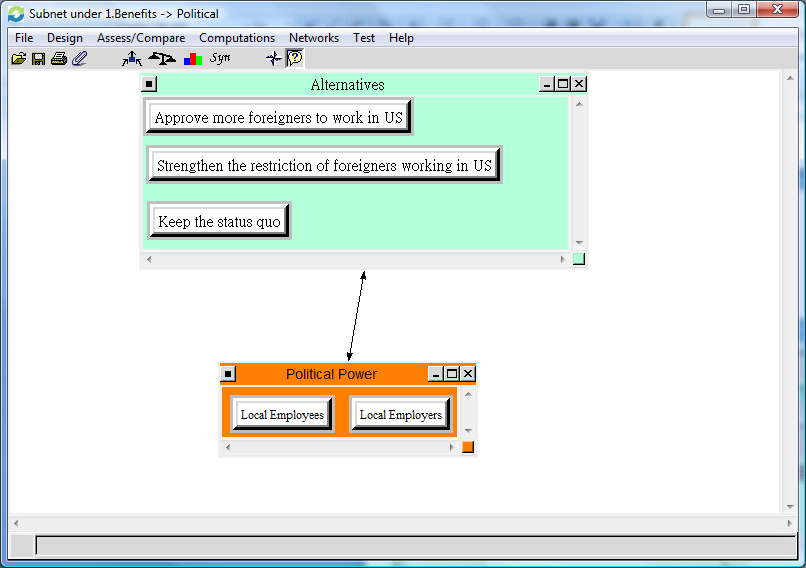 Subnet under 1.Benefits -> Political
File Design Assess/Compare Computations Networks Test Help
Syn
Alternatives
Approve more foreigners to work in US
Strengthen the restriction of foreigners working in US
Keep the status quo
Political Power
Local Employees Local Employers